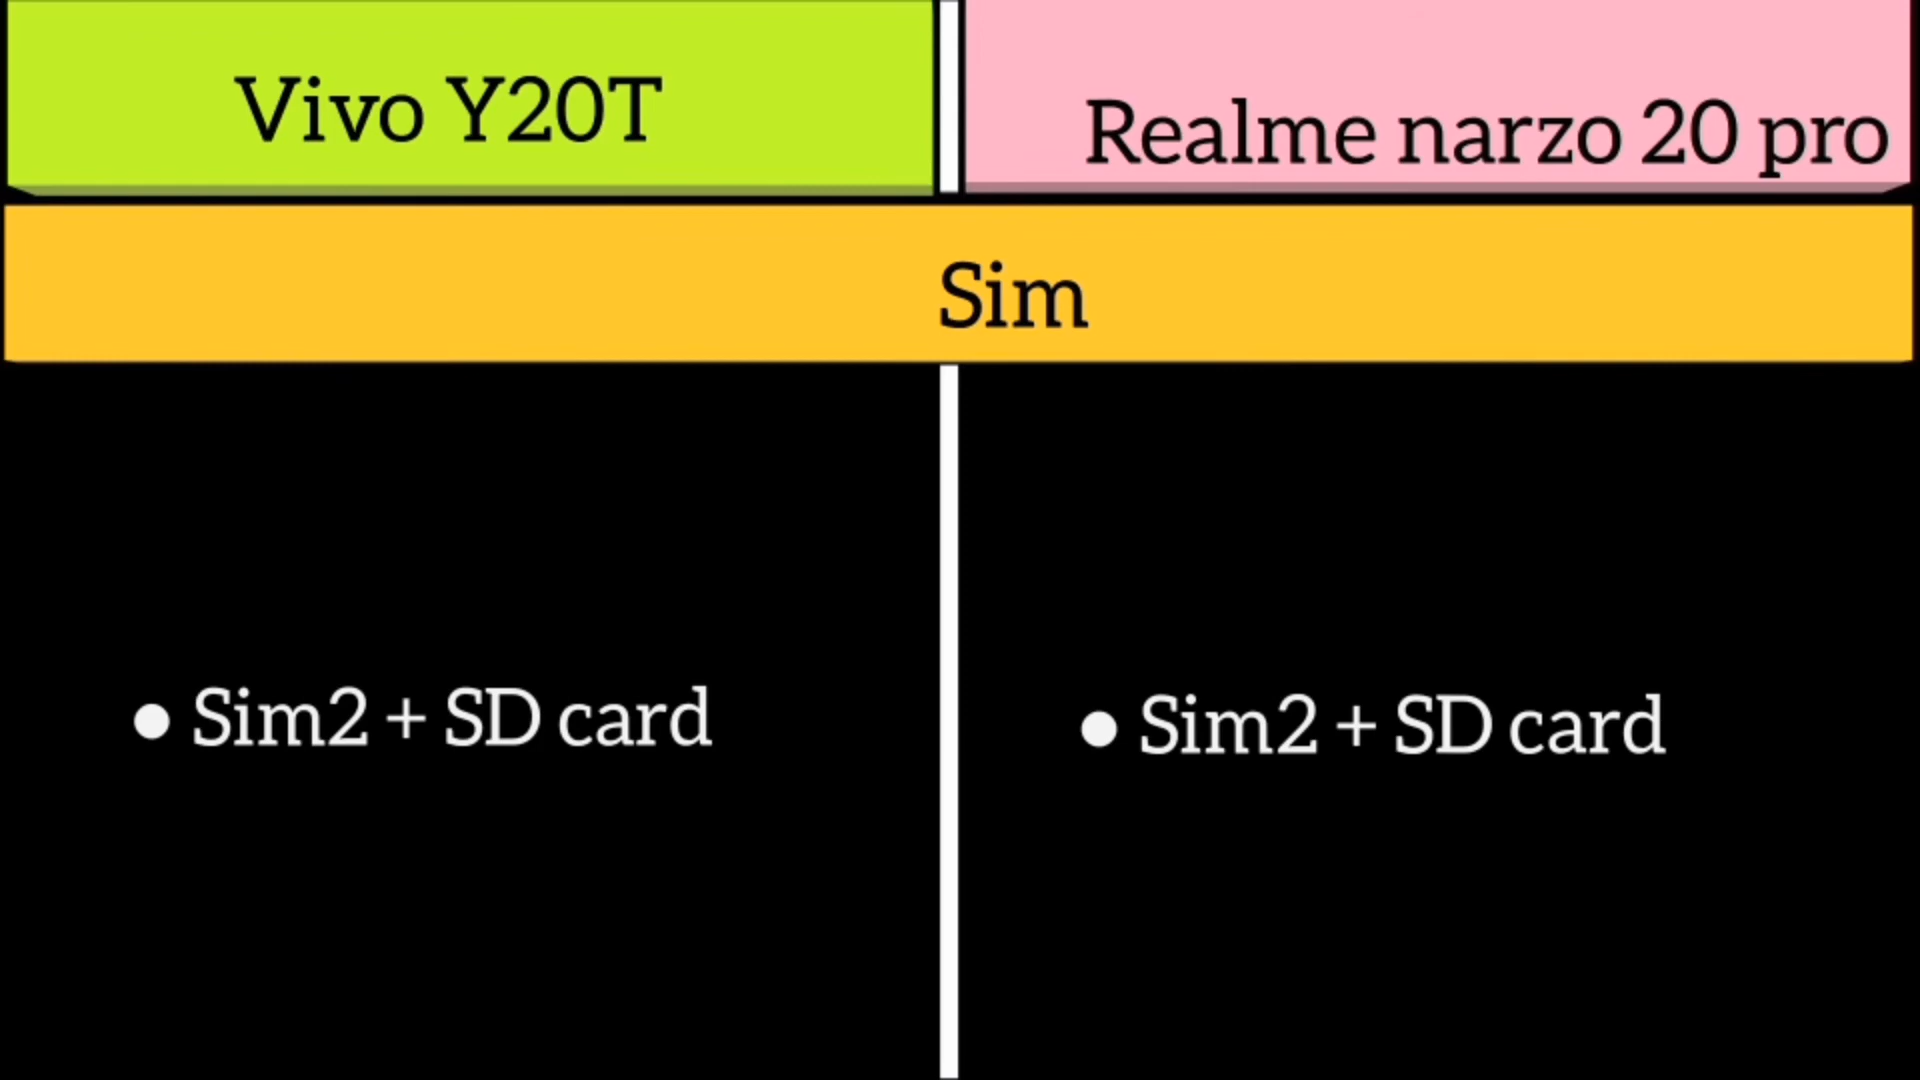 Vivo Y20T
Realme narzo 20 pro
Sim
● Sim2 + SD card
● Sim2 + SD card